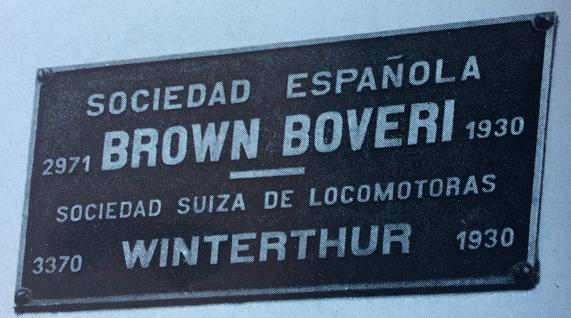 SOCIEDAD ESPAÑOLA
2971 BROWN BOVERI 1930
SOCIEDAD SUIZA DE LOCOMOTORAS
3370 WINTERTHUR 1930